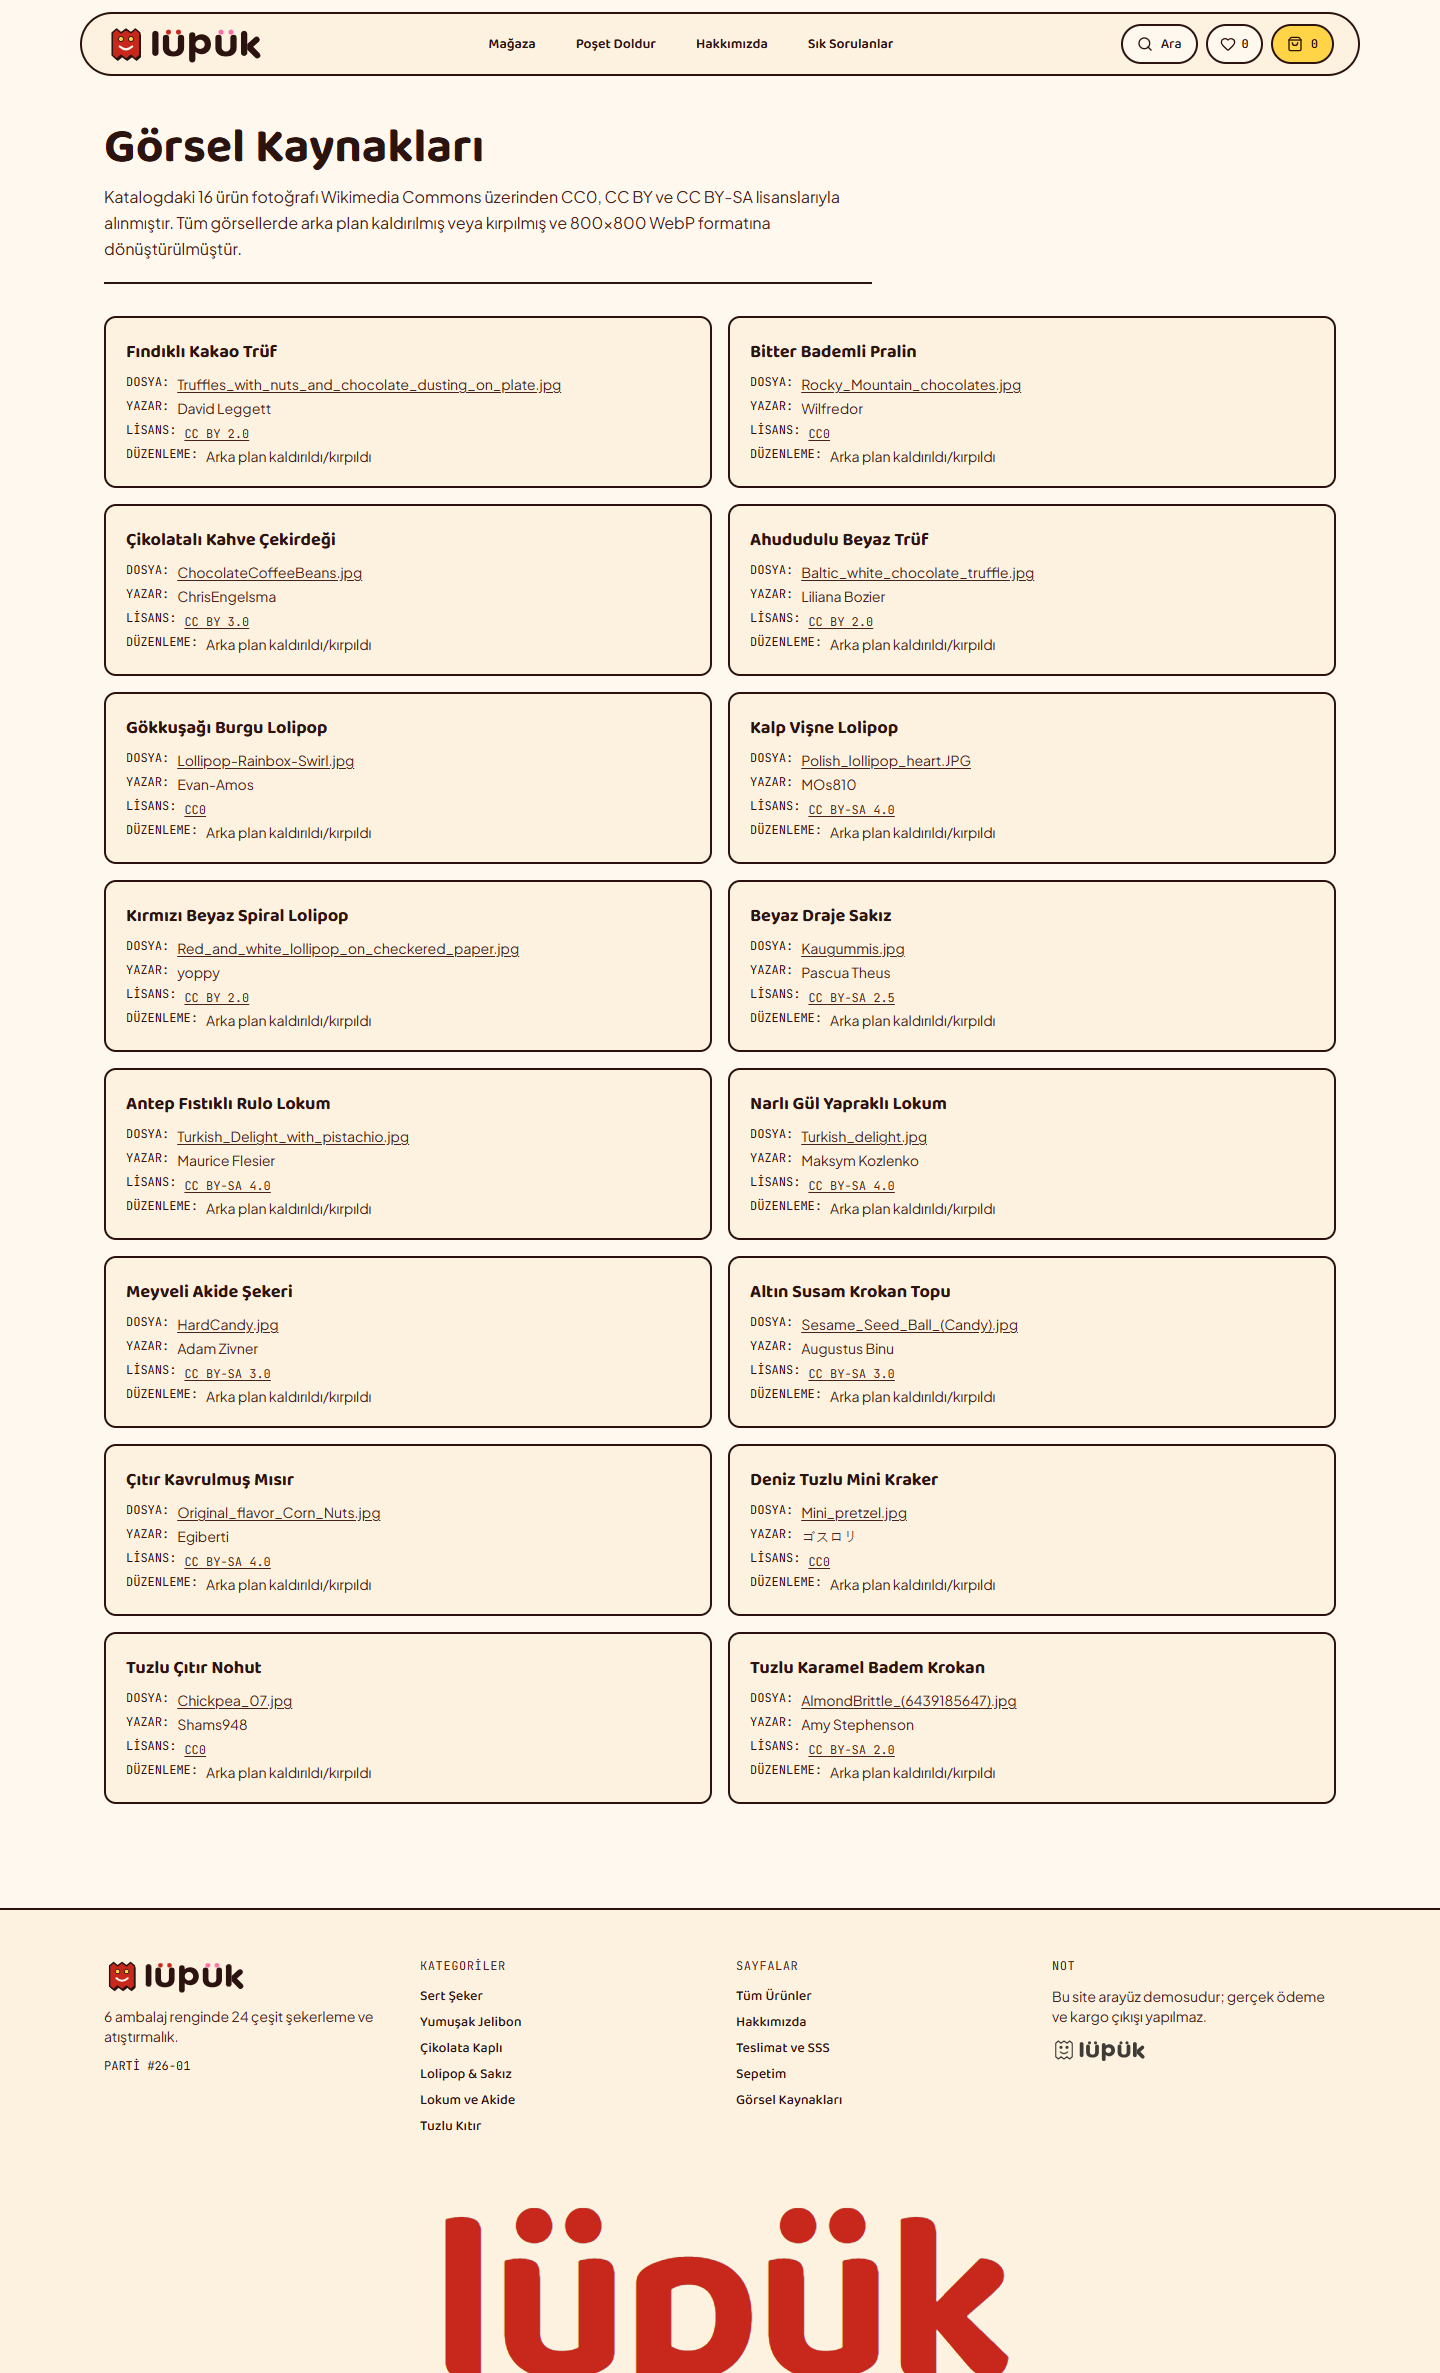 lüpük
Mağaza
Poşet Doldur
Hakkımızda
Sık Sorulanlar
Ara
0
0
Görsel Kaynakları
Katalogdaki 16 ürün fotoğrafı Wikimedia Commons üzerinden CC0, CC BY ve CC BY-SA lisanslarıyla
alınmıştır. Tüm görsellerde arka plan kaldırılmış veya kırpılmış ve 800×800 WebP formatına
dönüştürülmüştür.
Fındıklı Kakao Trüf
DOSYA: Truffles_with_nuts_and_chocolate_dusting_on_plate.jpg
YAZAR: David Leggett
LİSANS: CC BY 2.0
DÜZENLEME: Arka plan kaldırıldı/kırpıldı
Bitter Bademli Pralin
DOSYA: Rocky_Mountain_chocolates.jpg
YAZAR: Wilfredor
LİSANS: CC0
DÜZENLEME: Arka plan kaldırıldı/kırpıldı
Çikolatalı Kahve Çekirdeği
DOSYA: ChocolateCoffeeBeans.jpg
YAZAR: ChrisEngelsma
LİSANS: CC BY 3.0
DÜZENLEME: Arka plan kaldırıldı/kırpıldı
Ahududulu Beyaz Trüf
DOSYA: Baltic_white_chocolate_truffle.jpg
YAZAR: Liliana Bozier
LİSANS: CC BY 2.0
DÜZENLEME: Arka plan kaldırıldı/kırpıldı
Gökkuşağı Burgu Lolipop
DOSYA: Lollipop-Rainbox-Swirl.jpg
YAZAR: Evan-Amos
LİSANS: CC0
DÜZENLEME: Arka plan kaldırıldı/kırpıldı
Kalp Vişne Lolipop
DOSYA: Polish_lollipop_heart.JPG
YAZAR: MOs810
LİSANS: CC BY-SA 4.0
DÜZENLEME: Arka plan kaldırıldı/kırpıldı
Kırmızı Beyaz Spiral Lolipop
DOSYA: Red_and_white_lollipop_on_checkered_paper.jpg
YAZAR: yoppy
LİSANS: CC BY 2.0
DÜZENLEME: Arka plan kaldırıldı/kırpıldı
Beyaz Draje Sakız
DOSYA: Kaugummis.jpg
YAZAR: Pascua Theus
LİSANS: CC BY-SA 2.5
DÜZENLEME: Arka plan kaldırıldı/kırpıldı
Antep Fıstıklı Rulo Lokum
DOSYA: Turkish_Delight_with_pistachio.jpg
YAZAR: Maurice Flesier
LİSANS: CC BY-SA 4.0
DÜZENLEME: Arka plan kaldırıldı/kırpıldı
Narlı Gül Yapraklı Lokum
DOSYA: Turkish_delight.jpg
YAZAR: Maksym Kozlenko
LİSANS: CC BY-SA 4.0
DÜZENLEME: Arka plan kaldırıldı/kırpıldı
Meyveli Akide Şekeri
DOSYA: HardCandy.jpg
YAZAR: Adam Zivner
LİSANS: CC BY-SA 3.0
DÜZENLEME: Arka plan kaldırıldı/kırpıldı
Altın Susam Krokan Topu
DOSYA: Sesame_Seed_Ball_(Candy).jpg
YAZAR: Augustus Binu
LİSANS: CC BY-SA 3.0
DÜZENLEME: Arka plan kaldırıldı/kırpıldı
Çıtır Kavrulmuş Mısır
DOSYA: Original_flavor_Corn_Nuts.jpg
YAZAR: Egiberti
LİSANS: CC BY-SA 4.0
DÜZENLEME: Arka plan kaldırıldı/kırpıldı
Deniz Tuzlu Mini Kraker
DOSYA: Mini_pretzel.jpg
YAZAR: ゴスロリ
LİSANS: CC0
DÜZENLEME: Arka plan kaldırıldı/kırpıldı
Tuzlu Çıtır Nohut
DOSYA: Chickpea_07.jpg
YAZAR: Shams948
LİSANS: CC0
DÜZENLEME: Arka plan kaldırıldı/kırpıldı
Tuzlu Karamel Badem Krokan
DOSYA: AlmondBrittle_(6439185647).jpg
YAZAR: Amy Stephenson
LİSANS: CC BY-SA 2.0
DÜZENLEME: Arka plan kaldırıldı/kırpıldı
lüpük
6 ambalaj renginde 24 çeşit şekerleme ve
atıştırmalık.
PARTİ #26-01
KATEGORİLER
Sert Şeker
Yumuşak Jelibon
Çikolata Kaplı
Lolipop & Sakız
Lokum ve Akide
Tuzlu Kıtır
SAYFALAR
Tüm Ürünler
Hakkımızda
Teslimat ve SSS
Sepetim
Görsel Kaynakları
NOT
Bu site arayüz demosudur; gerçek ödeme
ve kargo çıkışı yapılmaz.
lüpük
lüpük